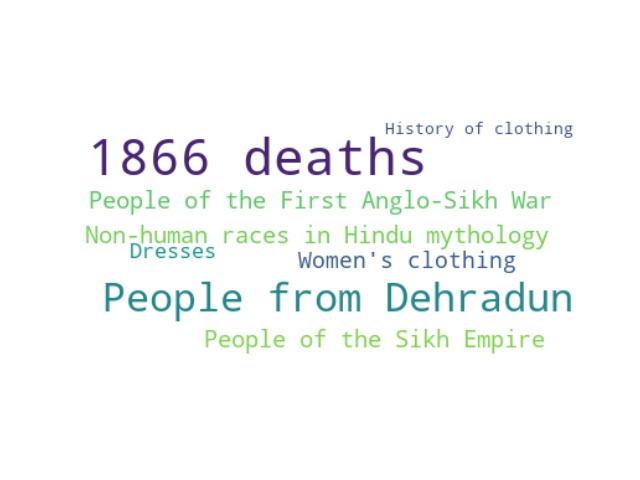 History of clothing
1866 deaths
People of the First Anglo-Sikh War
Non-human races in Hindu mythology
Dresses
Women's clothing
People from Dehradun
People of the Sikh Empire